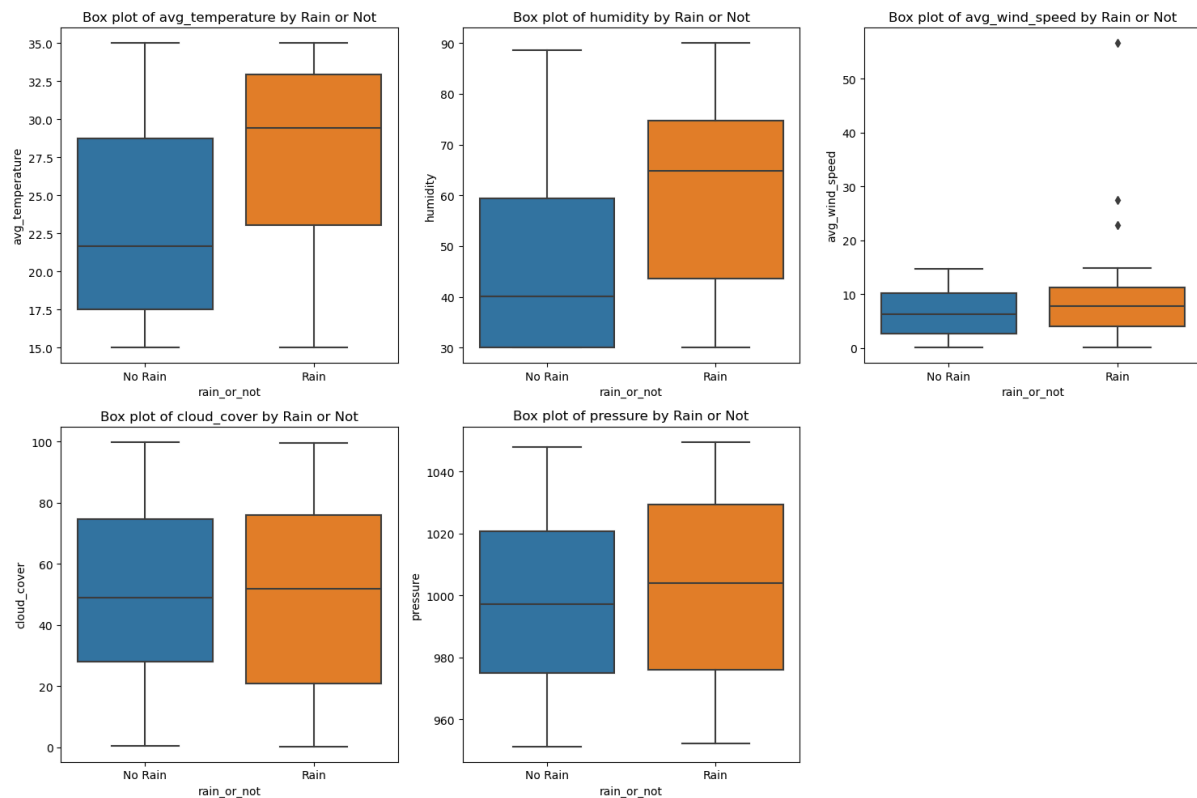 Box plot of avg_temperature by Rain or Not
avg_temperature
35.0
32.5
30.0
27.5
25.0
22.5
20.0
17.5
15.0
No Rain
Rain
rain_or_not
Box plot of humidity by Rain or Not
humidity
90
80
70
60
50
40
30
No Rain
Rain
rain_or_not
Box plot of avg_wind_speed by Rain or Not
avg_wind_speed
50
40
30
20
10
0
No Rain
Rain
rain_or_not
Box plot of cloud_cover by Rain or Not
cloud_cover
100
80
60
40
20
0
No Rain
Rain
rain_or_not
Box plot of pressure by Rain or Not
pressure
1040
1020
1000
980
960
No Rain
Rain
rain_or_not